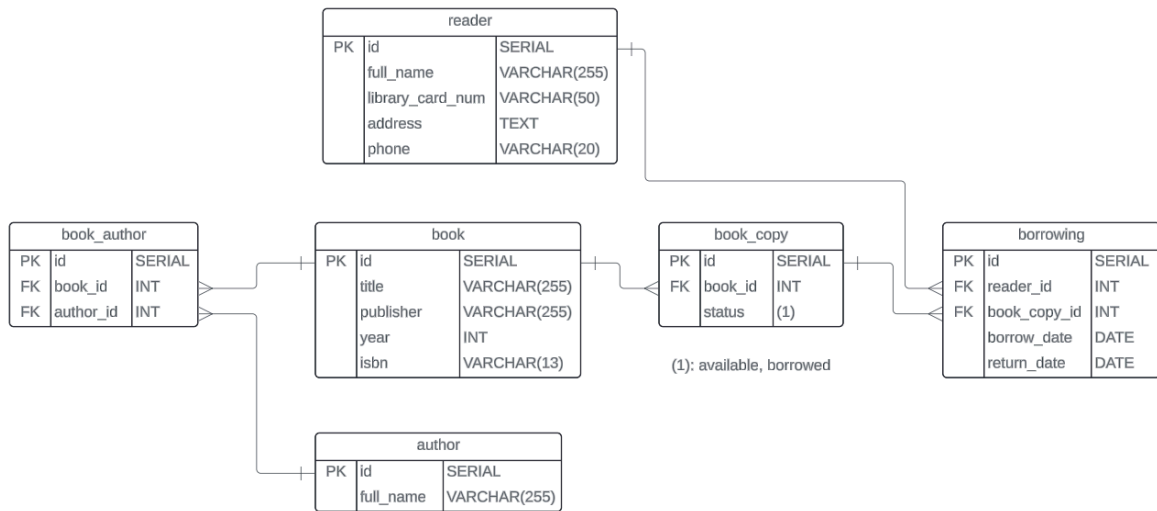 reader
PK id SERIAL
full_name VARCHAR(255)
library_card_num VARCHAR(50)
address TEXT
phone VARCHAR(20)
book_author
PK id SERIAL
FK book_id INT
FK author_id INT
book
PK id SERIAL
title VARCHAR(255)
publisher VARCHAR(255)
year INT
isbn VARCHAR(13)
book_copy
PK id SERIAL
FK book_id INT
status (1)
(1): available, borrowed
borrowing
PK id SERIAL
FK reader_id INT
FK book_copy_id INT
borrow_date DATE
return_date DATE
author
PK id SERIAL
full_name VARCHAR(255)